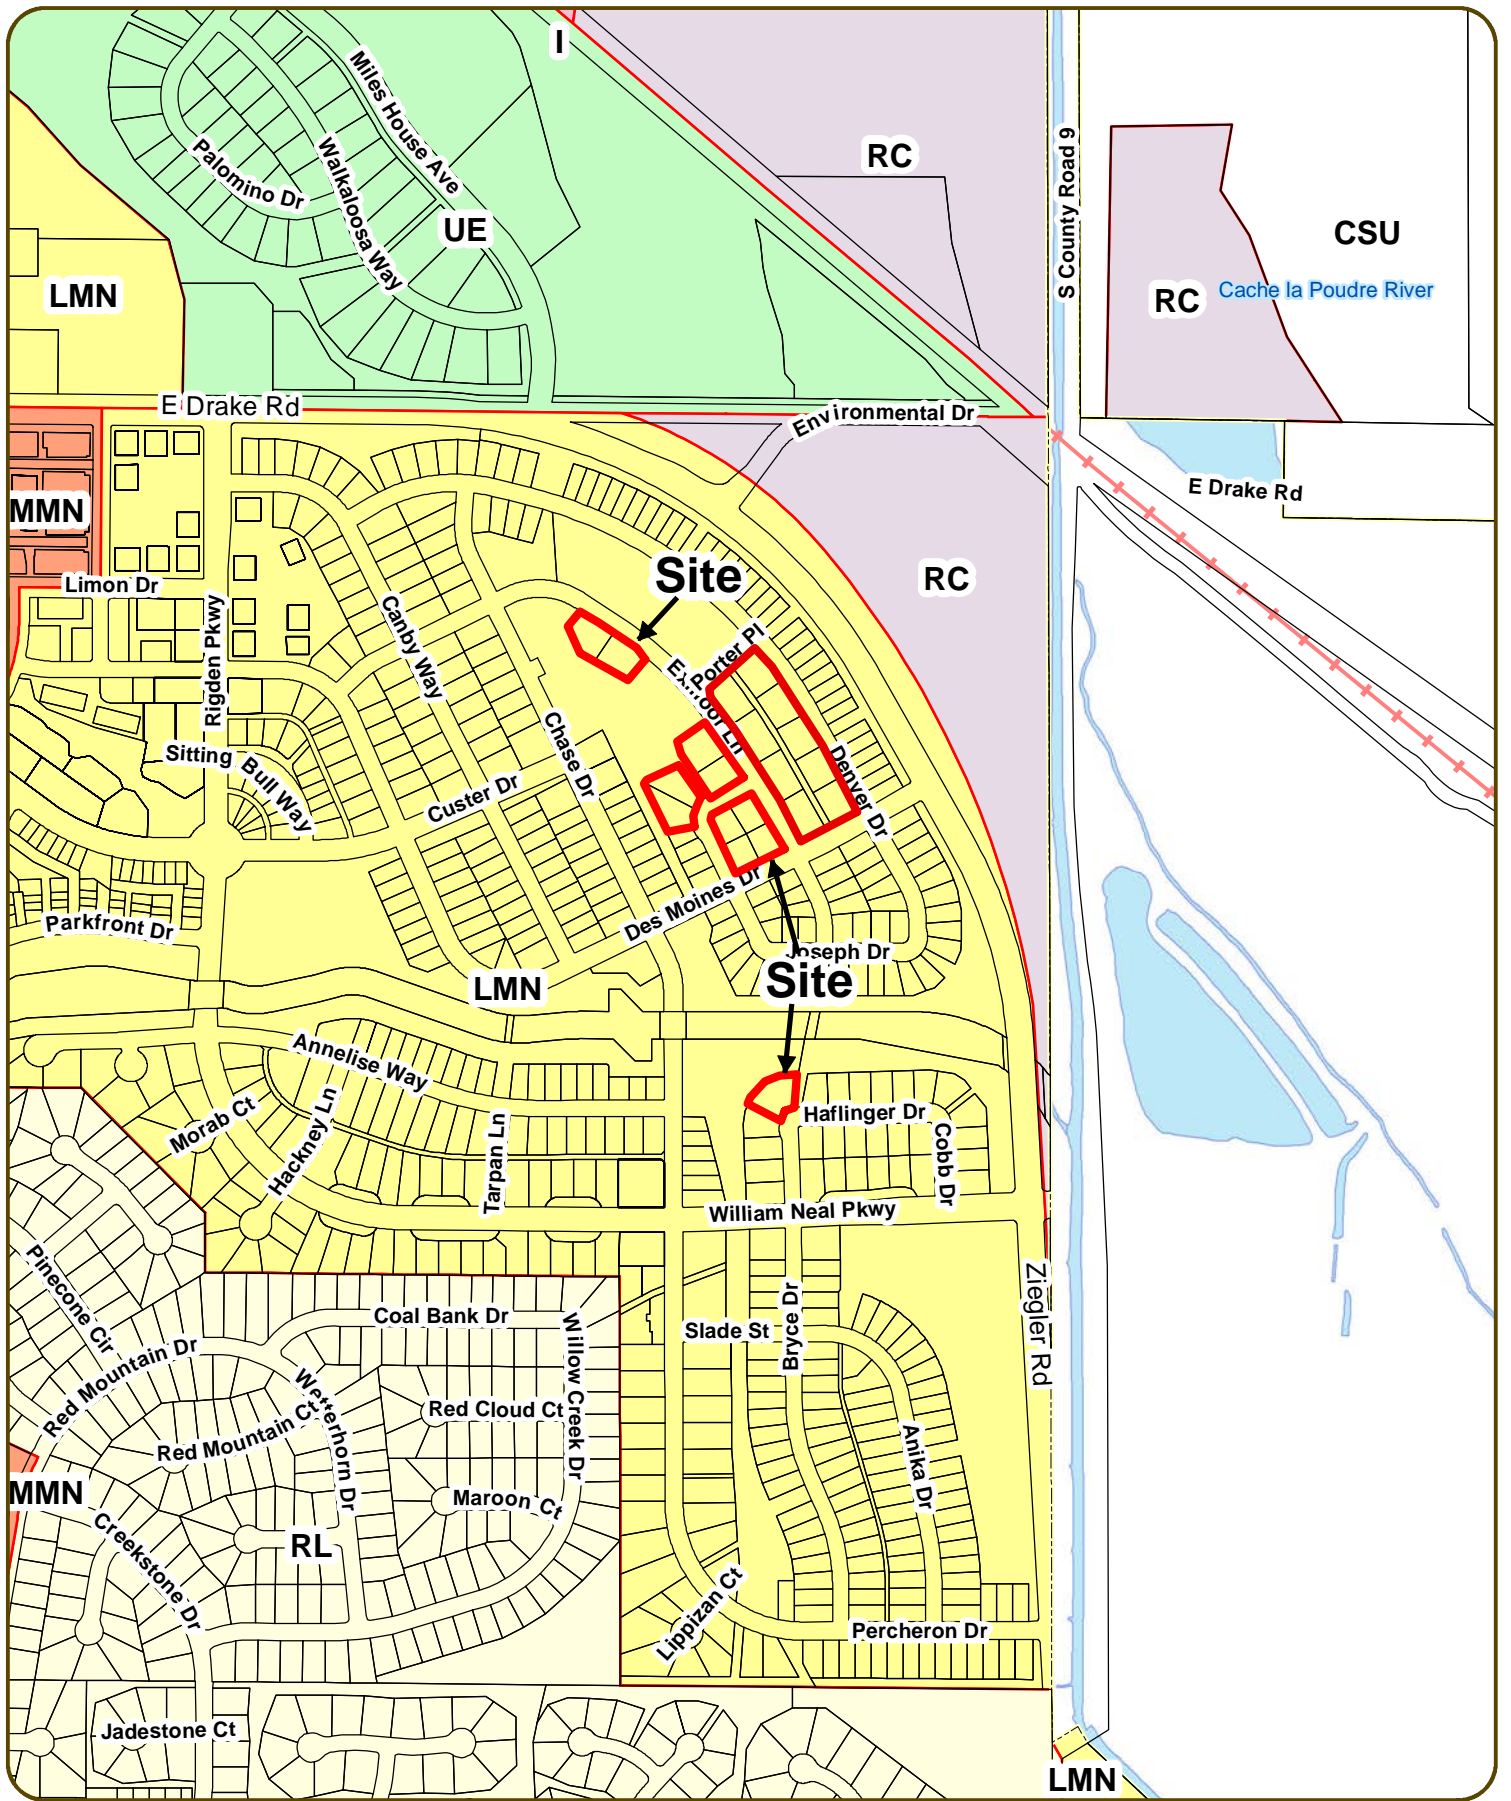 I
Miles House Ave
RC
S County Road 9
Palomino Dr
Walkaloosa Way
UE
CSU
LMN
RC
Cache la Poudre River
E Drake Rd
Environmental Dr
E Drake Rd
MMN
Limon Dr
Site
RC
Canby Way
Rigden Pkwy
Porter Pl
Chase Dr
Sitting Bull Way
Custer Dr
Denver Dr
Des Moines Dr
Parkfront Dr
Joseph Dr
Site
LMN
Annelise Way
Morab Ct
Hackney Ln
Tarpan Ln
Haflinger Dr
Cobb Dr
William Neal Pkwy
Pinecone Cir
Ziegler Rd
Coal Bank Dr
Willow Creek Dr
Slade St
Bryce Dr
Red Mountain Dr
Wetterhorn Dr
Red Cloud Ct
Red Mountain Ct
Anika Dr
MMN
Maroon Ct
Creekstone Dr
RL
Lippizan Ct
Percheron Dr
Jadestone Ct
LMN